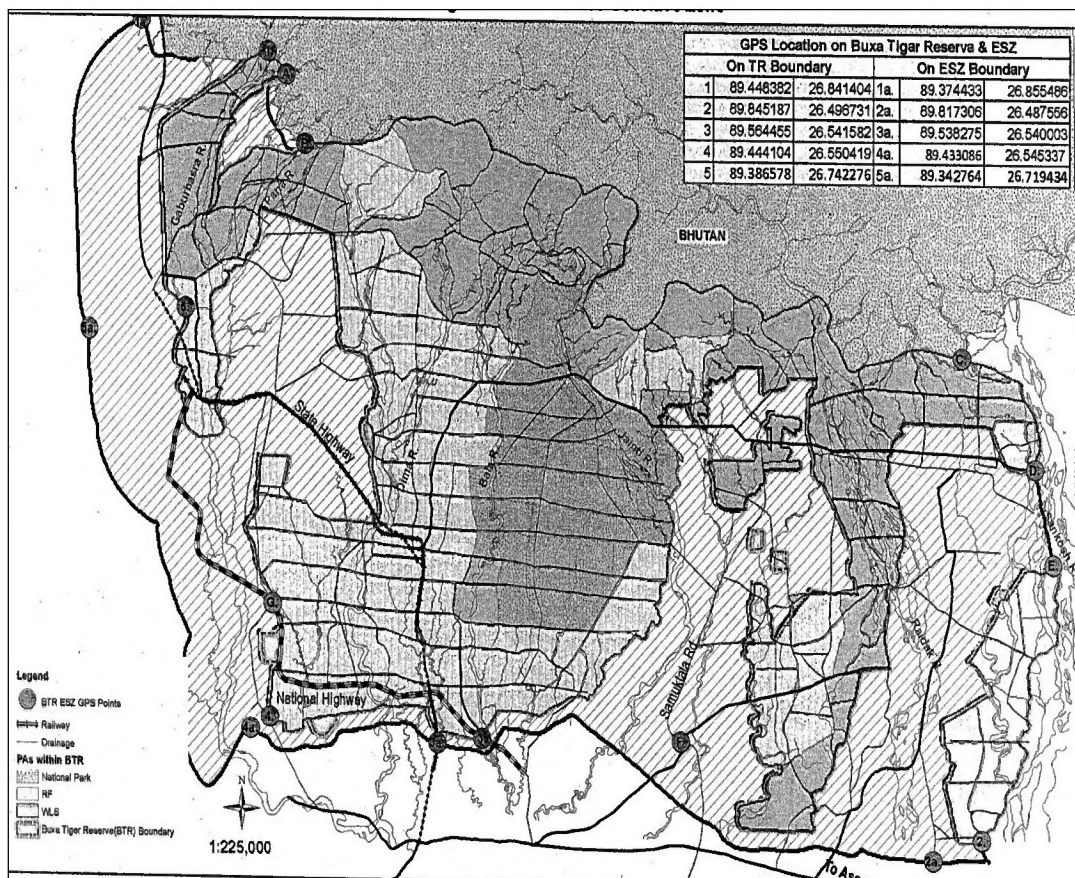 GPS Location on Buxa Tigar Reserva & ESZ
On TR Boundary On ESZ Boundary
1 89.446382 26.841404 1a. 89.374433 26.855486
2 89.845187 26.496731 2a. 89.817306 26.487556
3 89.564455 26.541582 3a. 89.538275 26.540003
4 89.444104 26.550419 4a. 89.433086 26.545337
5 89.386578 26.742276 5a. 89.342764 26.719434
BHUTAN
Gaburbasra R.
Pana R.
State Highway
Dima R.
Bala R.
Jainti R.
C.
D.
E.
G.
Samuktala Rd.
Raidak R.
National Highway
2.
2a.
To Ass
Legend
BTR ESZ GPS Points
Railway
Drainage
PAs within BTR
National Park
RF
WLS
Buxa Tiger Reserve(BTR) Boundary
N
1:225,000